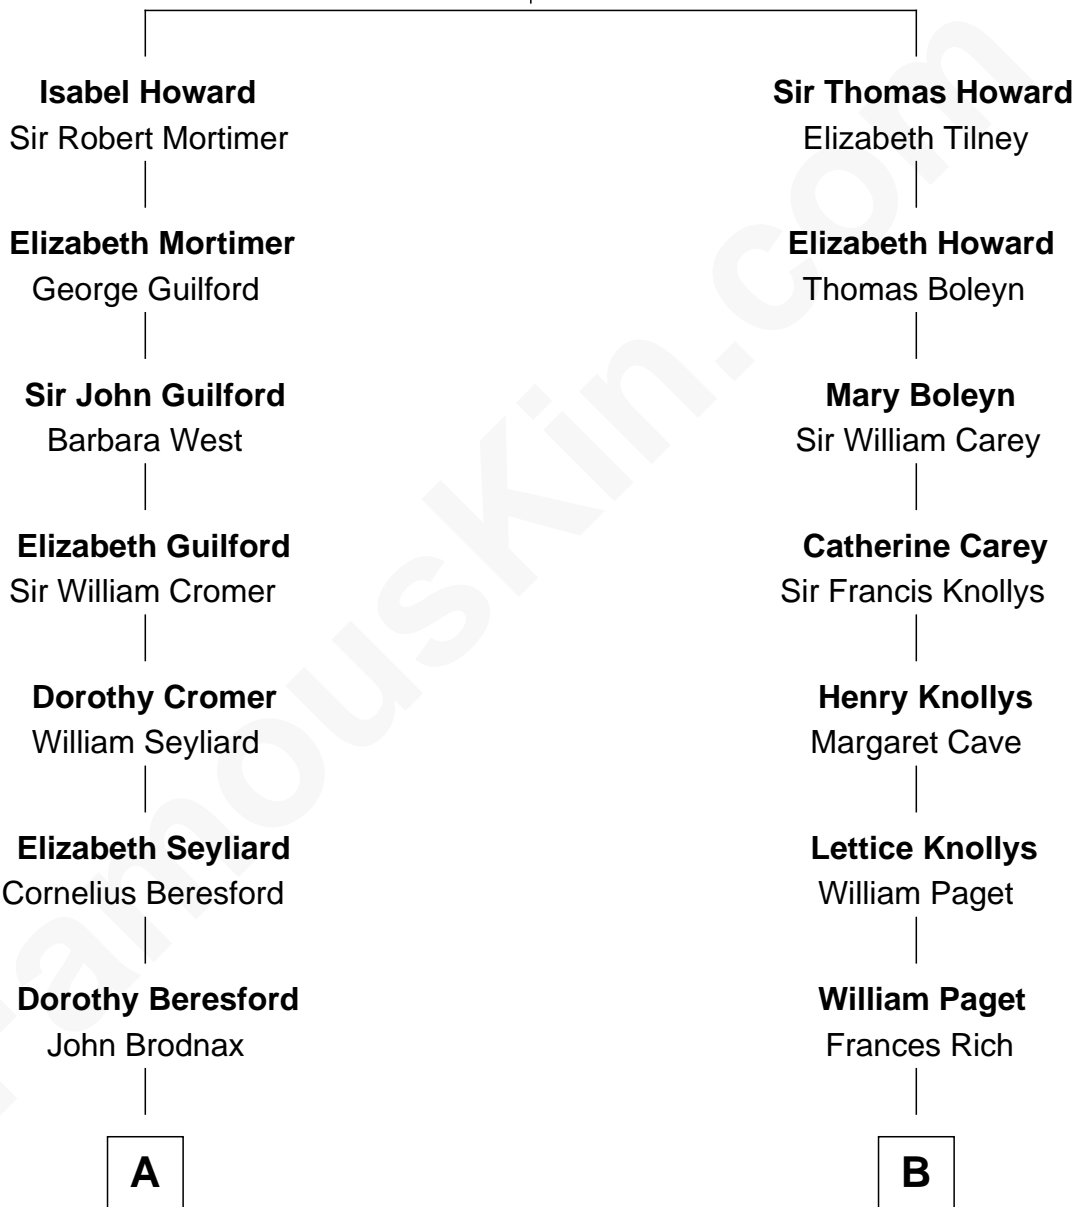 Isabel Howard
Sir Robert Mortimer
Elizabeth Mortimer
George Guilford
Sir John Guilford
Barbara West
Elizabeth Guilford
Sir William Cromer
Dorothy Cromer
William Seyliard
Elizabeth Seyliard
Cornelius Beresford
Dorothy Beresford
John Brodnax
A
Sir Thomas Howard
Elizabeth Tilney
Elizabeth Howard
Thomas Boleyn
Mary Boleyn
Sir William Carey
Catherine Carey
Sir Francis Knollys
Henry Knollys
Margaret Cave
Lettice Knollys
William Paget
William Paget
Frances Rich
B
FamousKin.com